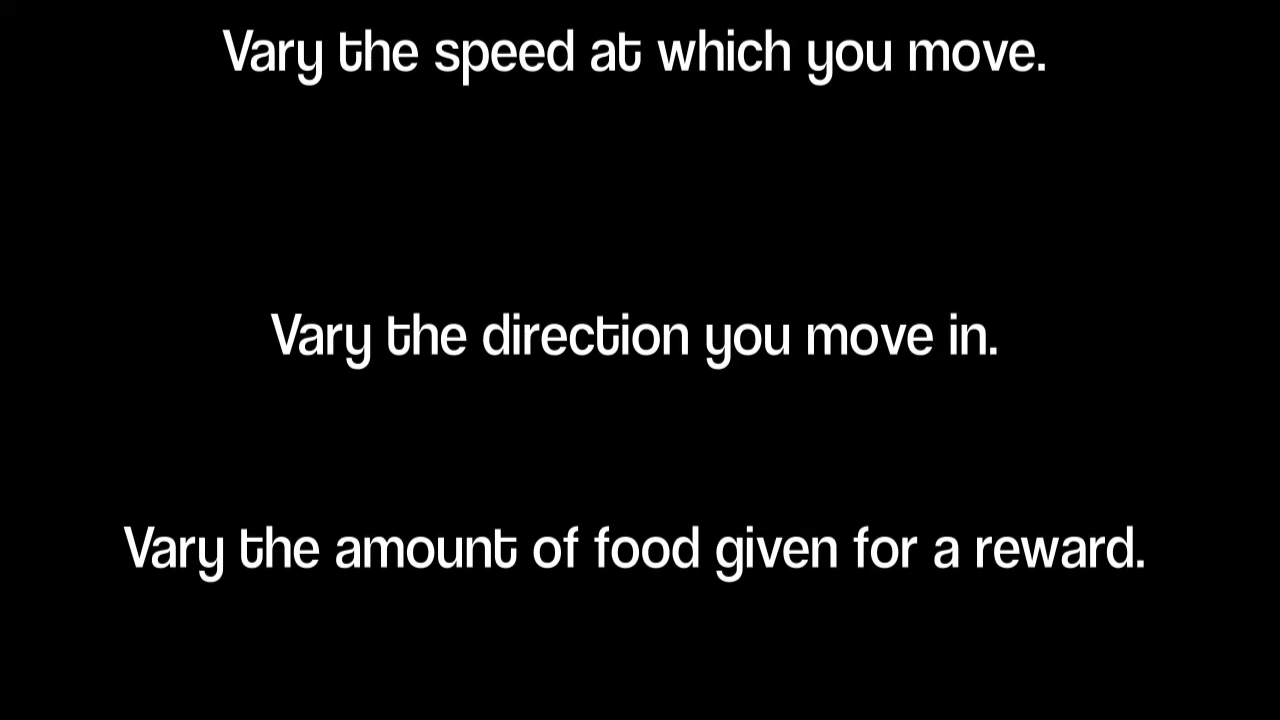 Vary the speed at which you move.
Vary the direction you move in.
Vary the amount of food given for a reward.